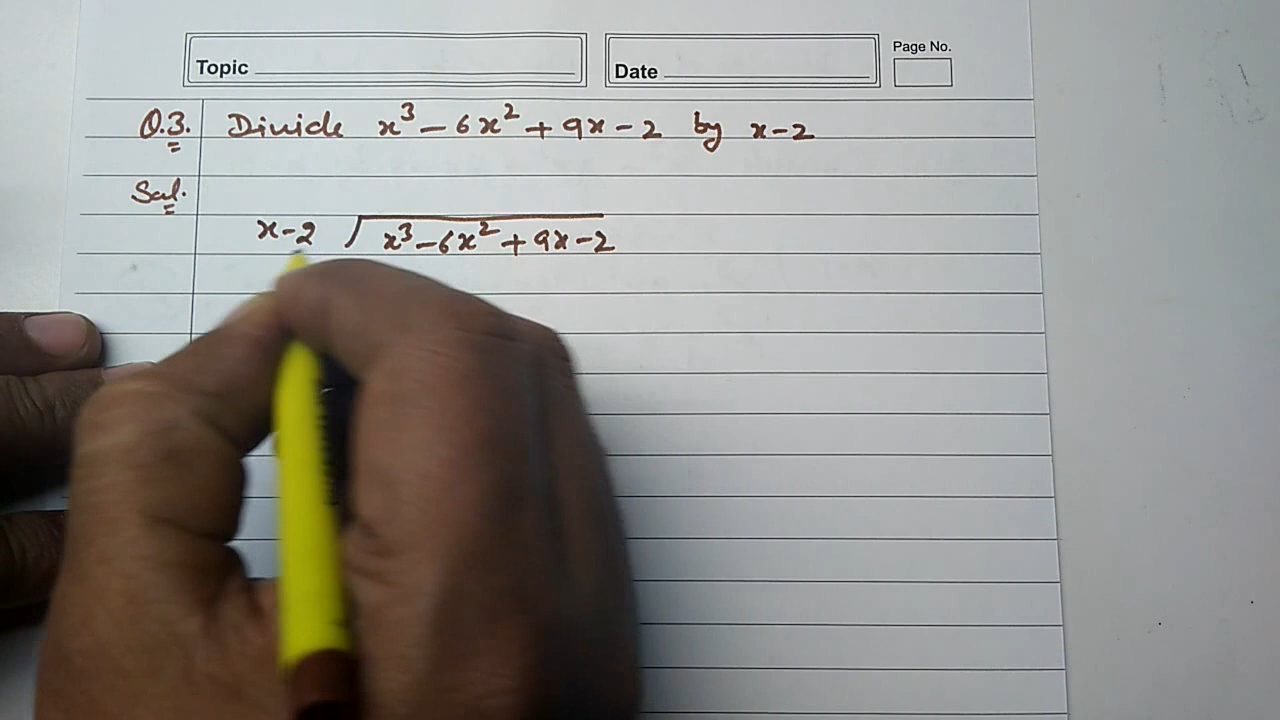 Topic
Date
Page No.
Q.3. Divide x³ - 6x² + 9x - 2 by x-2
Sol.
x-2 √x³-6x²+9x-2